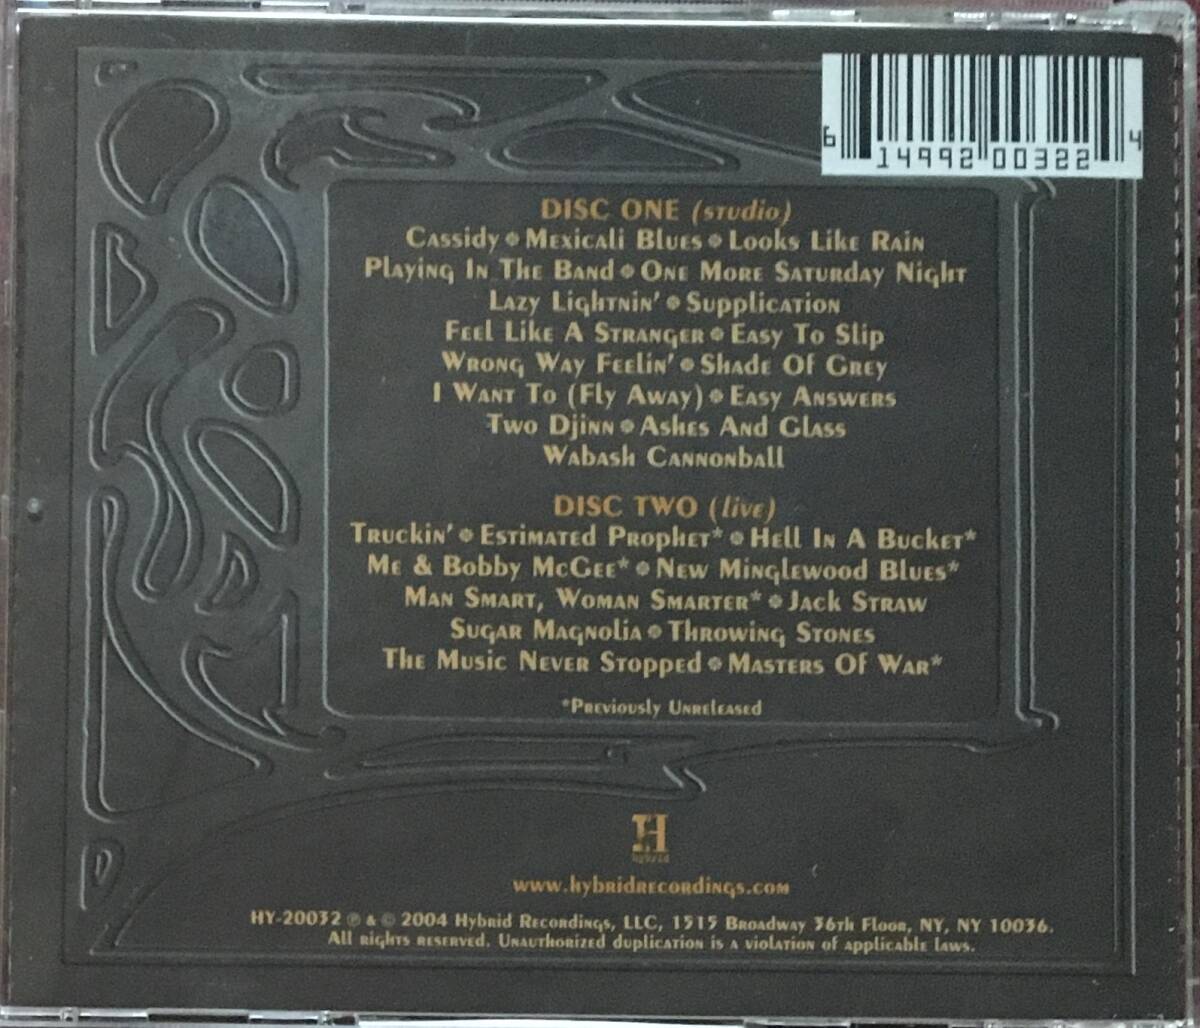 6 14992 00322 4
DISC ONE (studio)
Cassidy • Mexicali Blues • Looks Like Rain
Playing In The Band • One More Saturday Night
Lazy Lightnin' • Supplication
Feel Like A Stranger • Easy To Slip
Wrong Way Feelin' • Shade Of Grey
I Want To (Fly Away) • Easy Answers
Two Djinn • Ashes And Glass
Wabash Cannonball
DISC TWO (live)
Truckin' • Estimated Prophet* • Hell In A Bucket*
Me & Bobby McGee* • New Minglewood Blues*
Man Smart, Woman Smarter* • Jack Straw
Sugar Magnolia • Throwing Stones
The Music Never Stopped • Masters Of War*
*Previously Unreleased
H
hybrid
www.hybridrecordings.com
HY-20032 ℗ & © 2004 Hybrid Recordings, LLC, 1515 Broadway 36th Floor, NY, NY 10036.
All rights reserved. Unauthorized duplication is a violation of applicable laws.